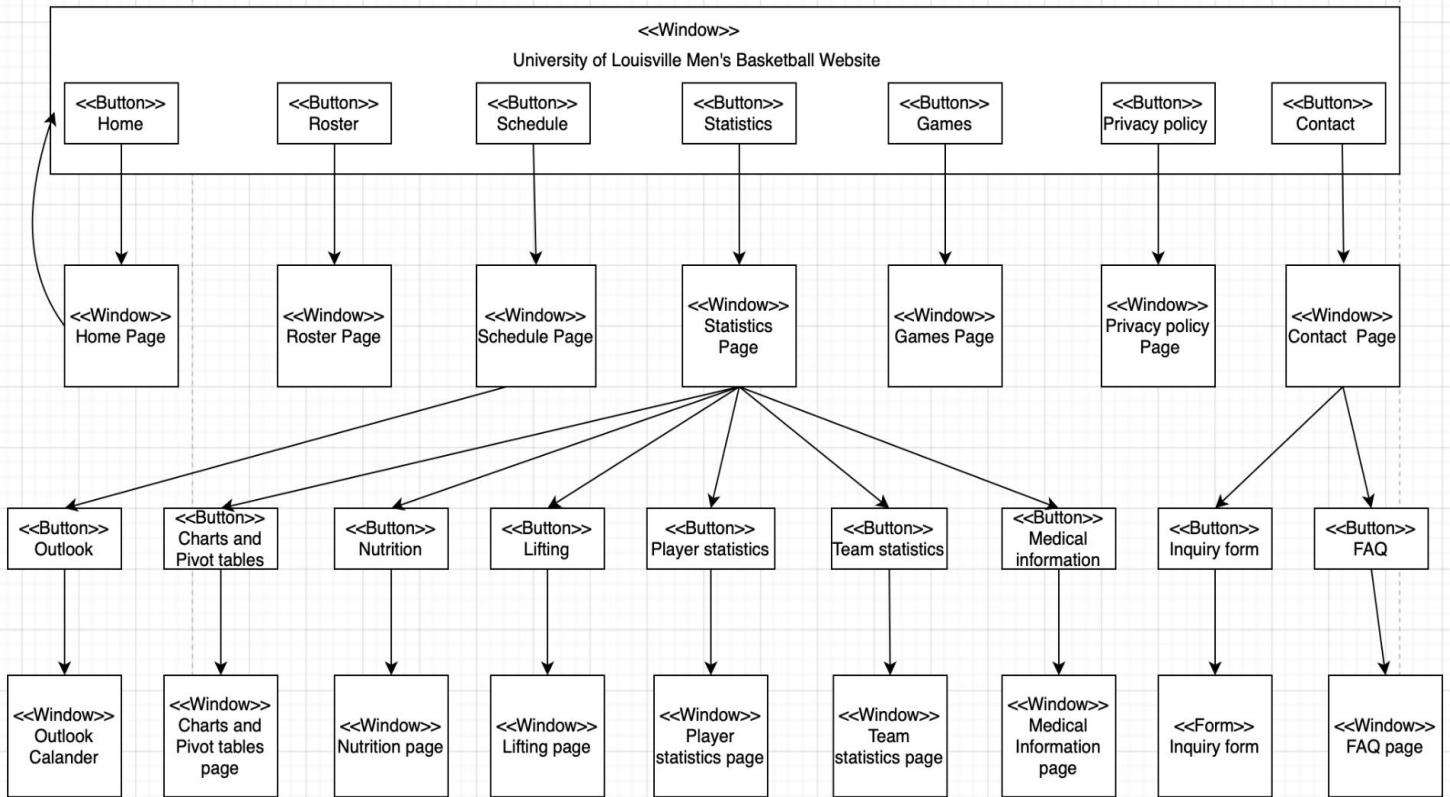 <<Window>>
University of Louisville Men's Basketball Website
<<Button>>
Home
<<Button>>
Roster
<<Button>>
Schedule
<<Button>>
Statistics
<<Button>>
Games
<<Button>>
Privacy policy
<<Button>>
Contact
<<Window>>
Home Page
<<Window>>
Roster Page
<<Window>>
Schedule Page
<<Window>>
Statistics
Page
<<Window>>
Games Page
<<Window>>
Privacy policy
Page
<<Window>>
Contact Page
<<Button>>
Outlook
<<Button>>
Charts and
Pivot tables
<<Button>>
Nutrition
<<Button>>
Lifting
<<Button>>
Player statistics
<<Button>>
Team statistics
<<Button>>
Medical
information
<<Button>>
Inquiry form
<<Button>>
FAQ
<<Window>>
Outlook
Calander
<<Window>>
Charts and
Pivot tables
page
<<Window>>
Nutrition page
<<Window>>
Lifting page
<<Window>>
Player
statistics page
<<Window>>
Team
statistics page
<<Window>>
Medical
Information
page
<<Form>>
Inquiry form
<<Window>>
FAQ page